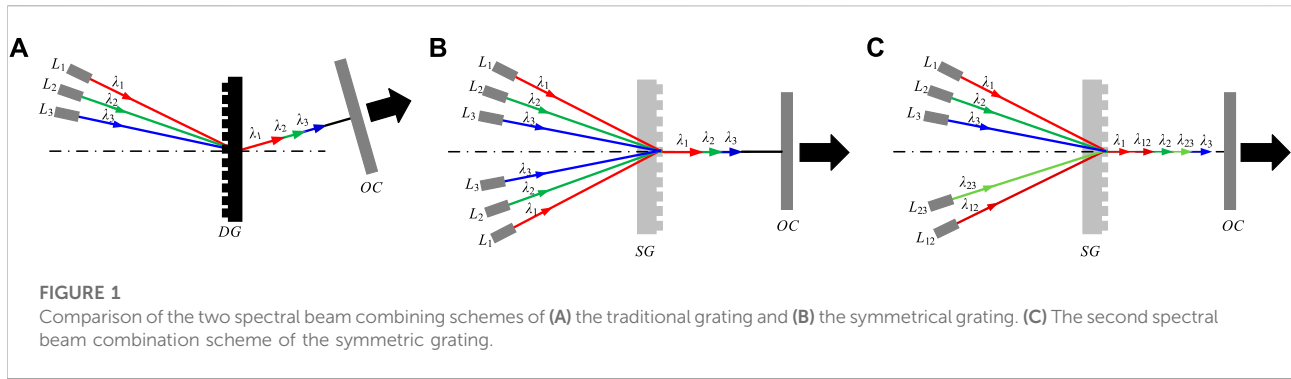 A
L1
L2
L3
λ1
λ2
λ3
λ1 λ2 λ3
DG
OC
B
L1
L2
L3
λ1
λ2
λ3
L3
L2
L1
λ3
λ2
λ1
λ1 λ2 λ3
SG
OC
C
L1
L2
L3
λ1
λ2
λ3
L23
L12
λ23
λ12
λ1 λ12 λ2 λ23 λ3
SG
OC
FIGURE 1
Comparison of the two spectral beam combining schemes of (A) the traditional grating and (B) the symmetrical grating. (C) The second spectral
beam combination scheme of the symmetric grating.